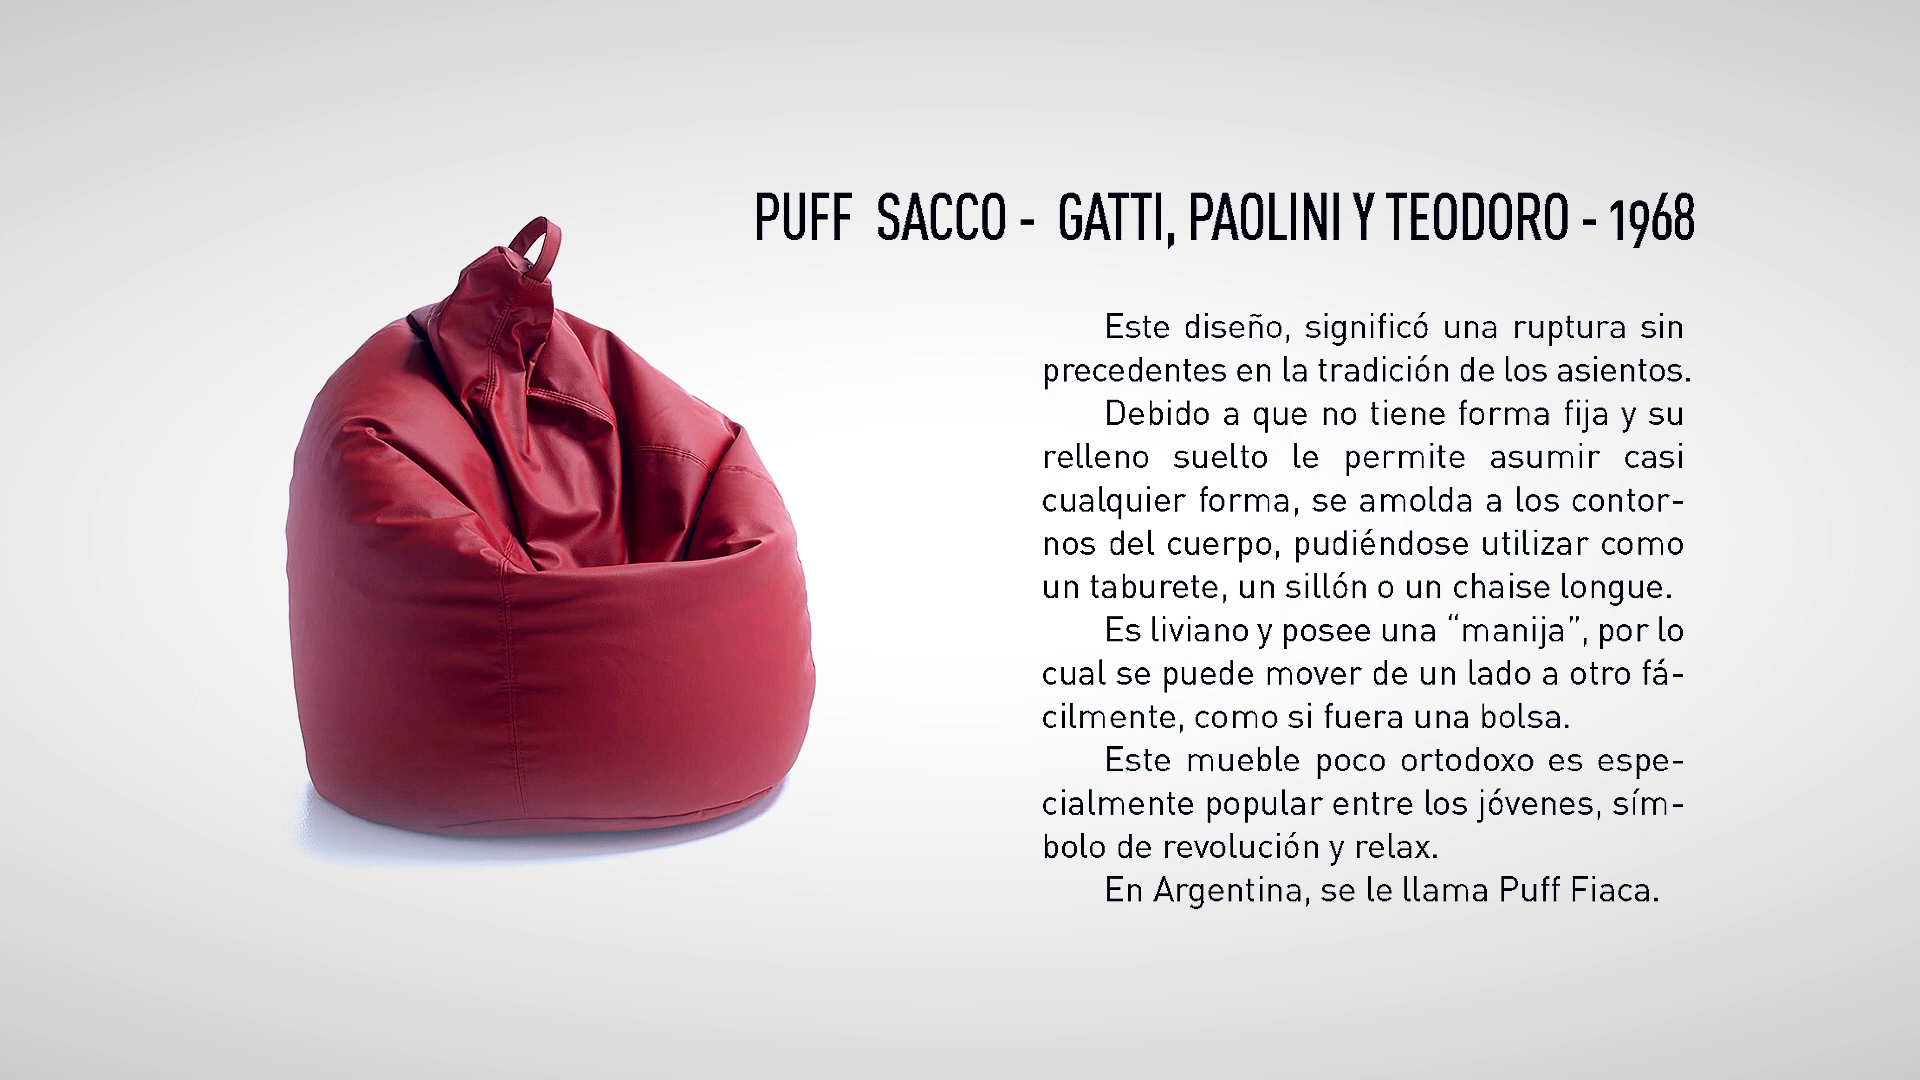 PUFF SACCO - GATTI, PAOLINI Y TEODORO - 1968
Este diseño, significó una ruptura sin
precedentes en la tradición de los asientos.
Debido a que no tiene forma fija y su
relleno suelto le permite asumir casi
cualquier forma, se amolda a los contor-
nos del cuerpo, pudiéndose utilizar como
un taburete, un sillón o un chaise longue.
Es liviano y posee una “manija”, por lo
cual se puede mover de un lado a otro fá-
cilmente, como si fuera una bolsa.
Este mueble poco ortodoxo es espe-
cialmente popular entre los jóvenes, sím-
bolo de revolución y relax.
En Argentina, se le llama Puff Fiaca.